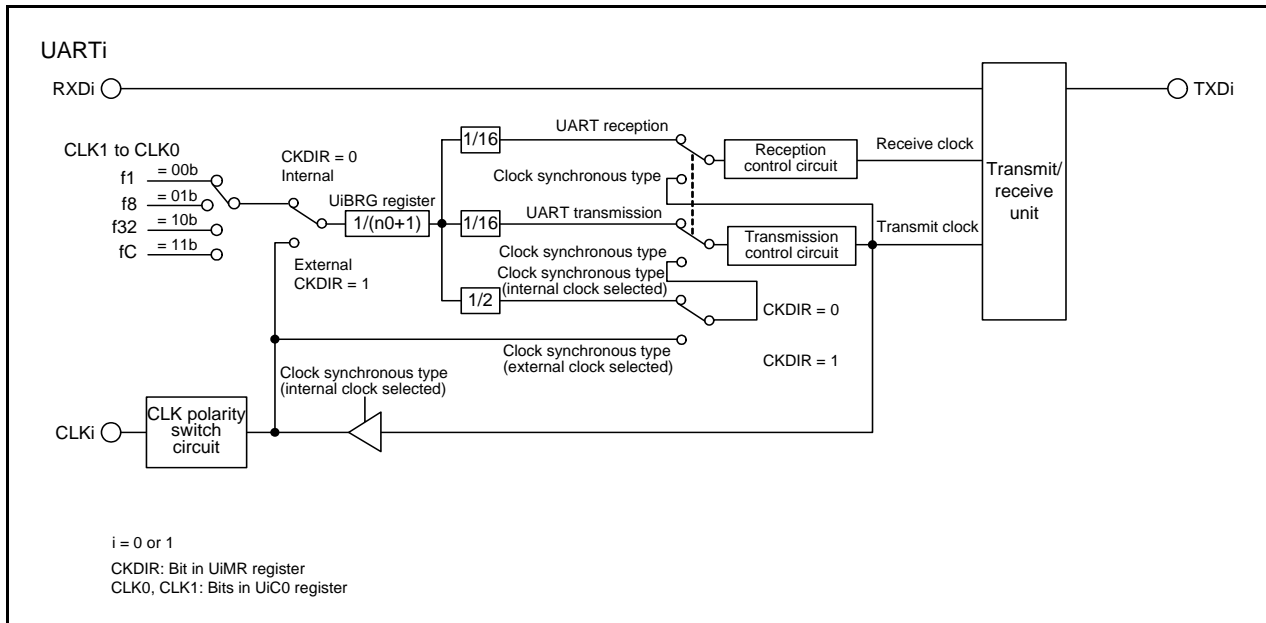 UARTi
RXDi
TXDi
CLK1 to CLK0
f1
= 00b
f8
= 01b
f32
= 10b
fC
= 11b
CKDIR = 0
Internal
External
CKDIR = 1
UiBRG register
1/(n0+1)
1/16
UART reception
Clock synchronous type
1/16
UART transmission
Clock synchronous type
Clock synchronous type
(internal clock selected)
1/2
CKDIR = 0
Clock synchronous type
(external clock selected)
CKDIR = 1
Reception
control circuit
Receive clock
Transmission
control circuit
Transmit clock
Transmit/
receive
unit
Clock synchronous type
(internal clock selected)
CLKi
CLK polarity
switch
circuit
i = 0 or 1
CKDIR: Bit in UiMR register
CLK0, CLK1: Bits in UiC0 register